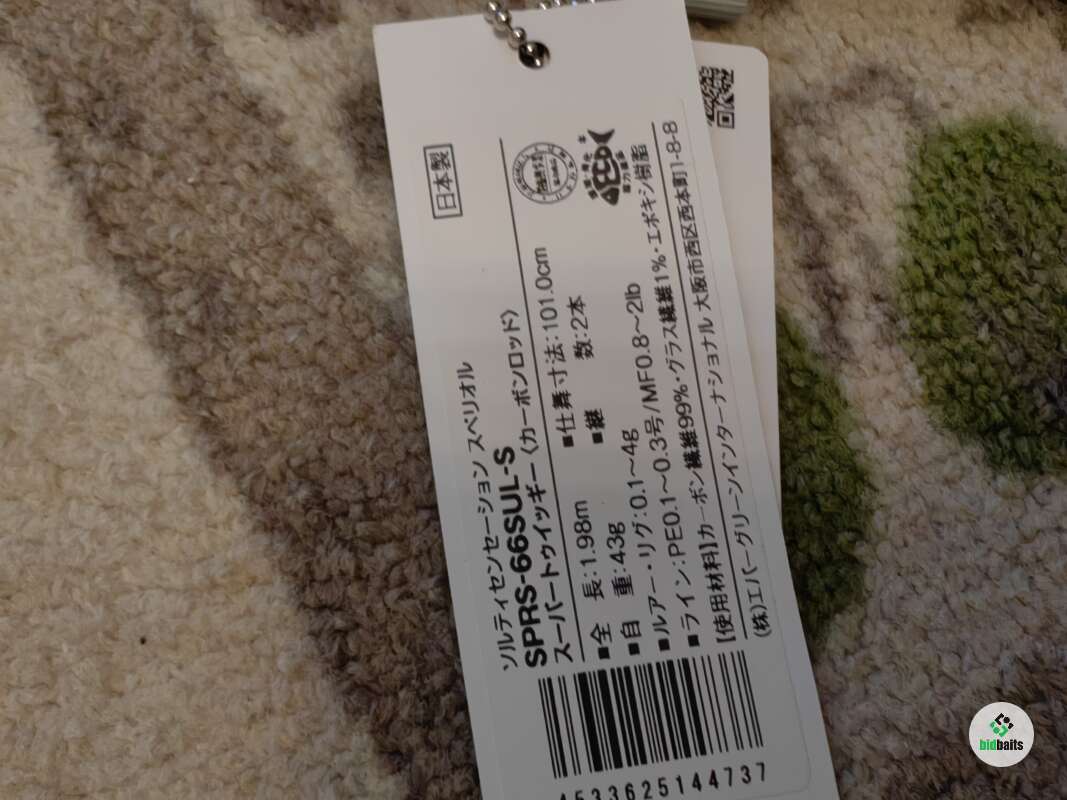 日本製
ソルティセンセーション スペリオル
SPRS-66SUL-S
スーパートゥイッギー〈カーボンロッド〉
■全 長:1.98m ■仕舞寸法:101.0cm
■自 重:43g ■継 数:2本
■ルアー・リグ:0.1〜4g
■ライン:PE0.1〜0.3号/MF0.8〜2lb
【使用材料】カーボン繊維99%・グラス繊維1%・エポキシ樹脂
(株)エバーグリーンインターナショナル 大阪市西区西本町1-8-8
4533625144737
bidbaits